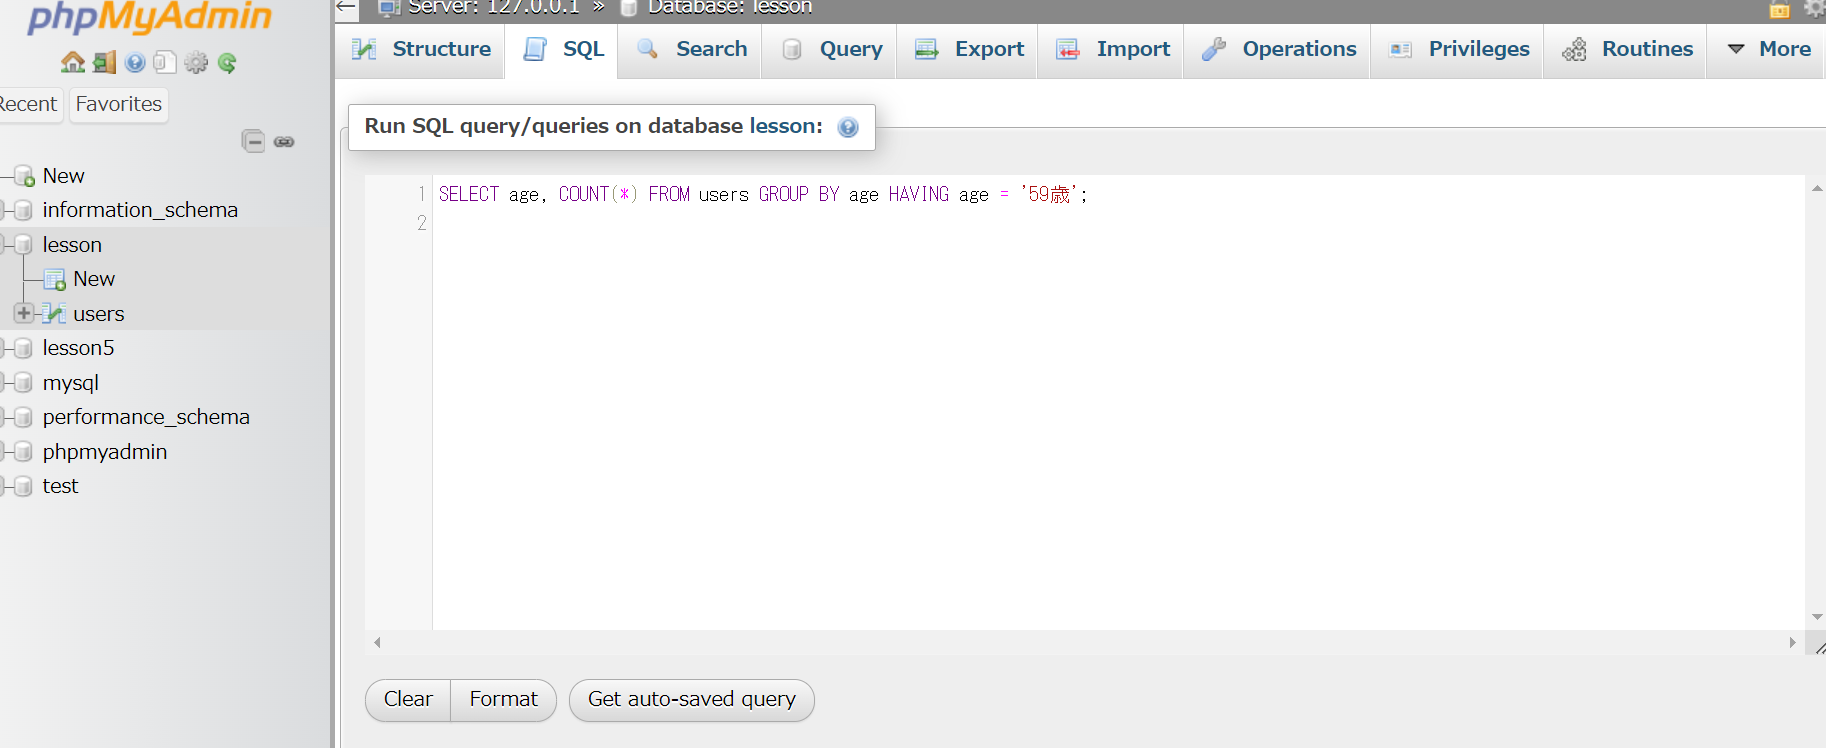 phpMyAdmin
Recent Favorites
New
information_schema
lesson
New
users
lesson5
mysql
performance_schema
phpmyadmin
test
← Server: 127.0.0.1 » Database: lesson
Structure SQL Search Query Export Import Operations Privileges Routines More
Run SQL query/queries on database lesson:
1 SELECT age, COUNT(*) FROM users GROUP BY age HAVING age = '59歳';
2
Clear Format Get auto-saved query